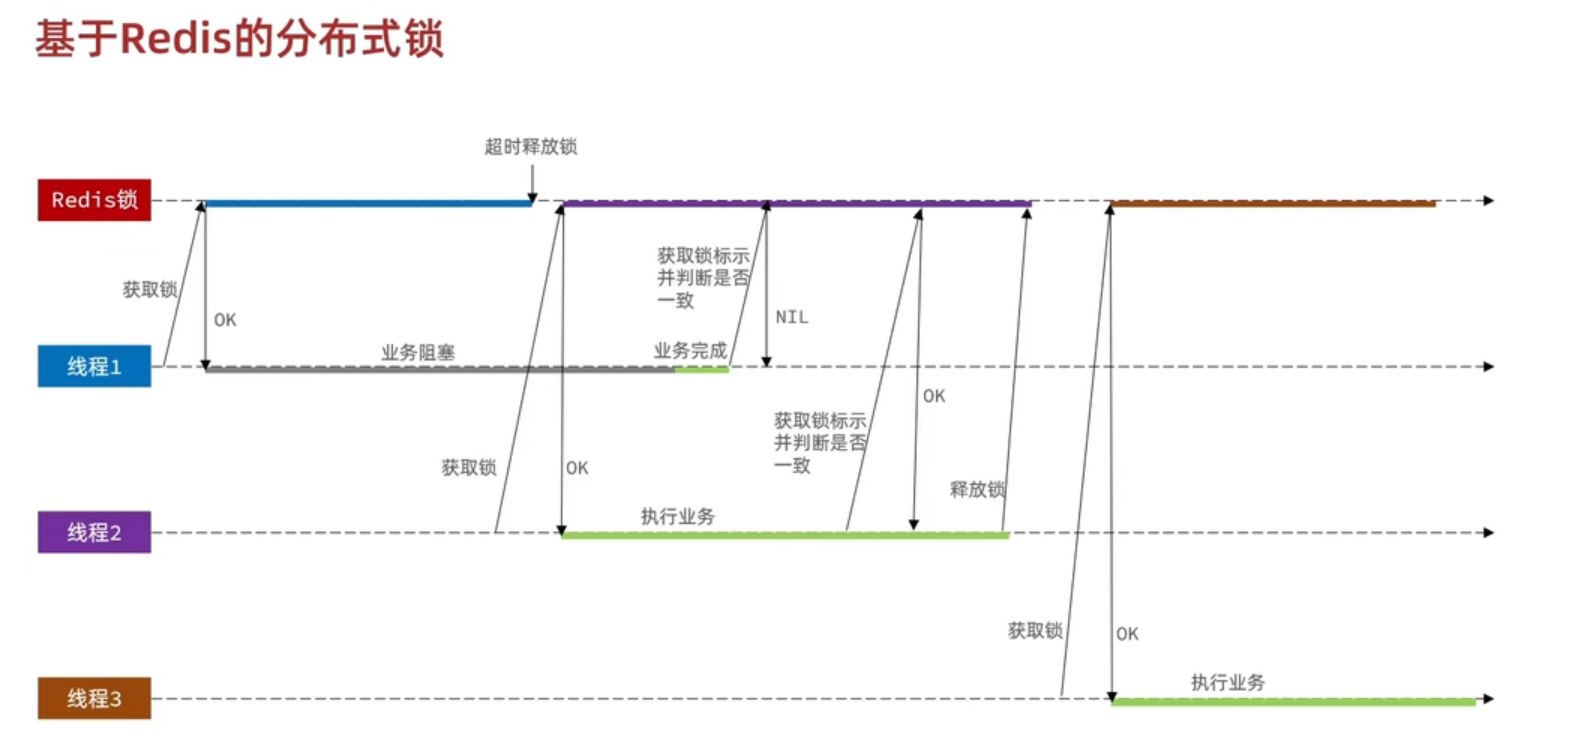 基于Redis的分布式锁
超时释放锁
Redis锁
获取锁
OK
获取锁标示
并判断是否
一致
NIL
线程1
业务阻塞
业务完成
获取锁
OK
获取锁标示
并判断是否
一致
OK
释放锁
线程2
执行业务
获取锁
OK
线程3
执行业务